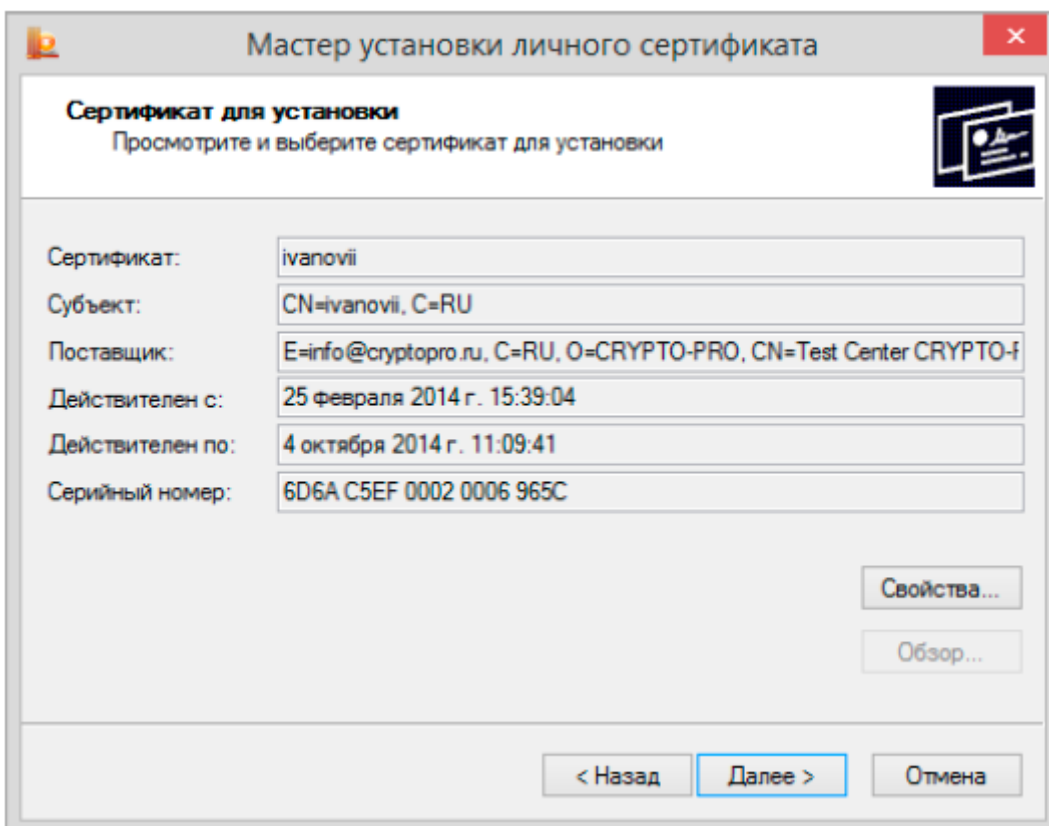 Мастер установки личного сертификата
Сертификат для установки
Просмотрите и выберите сертификат для установки
Сертификат: ivanovii
Субъект: CN=ivanovii, C=RU
Поставщик: E=info@cryptopro.ru, C=RU, O=CRYPTO-PRO, CN=Test Center CRYPTO-
Действителен с: 25 февраля 2014 г. 15:39:04
Действителен по: 4 октября 2014 г. 11:09:41
Серийный номер: 6D6A C5EF 0002 0006 965C
Свойства...
Обзор...
< Назад Далее > Отмена